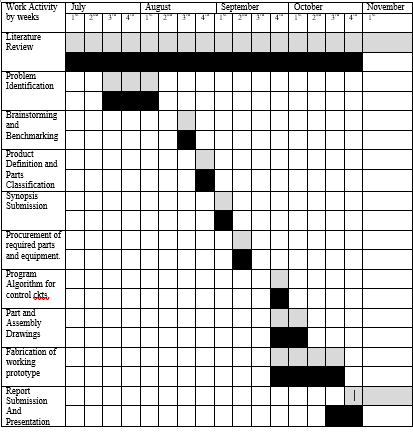 Work Activity July August September October November
by weeks 1st 2nd 3rd 4th 1st 2nd 3rd 4th 1st 2nd 3rd 4th 1st 2nd 3rd 4th 1st
Literature
Review
Problem
Identification
Brainstorming
and
Benchmarking
Product
Definition and
Parts
Classification
Synopsis
Submission
Procurement of
required parts
and equipment.
Program
Algorithm for
control ckts.
Part and
Assembly
Drawings
Fabrication of
working
prototype
Report
Submission
And
Presentation